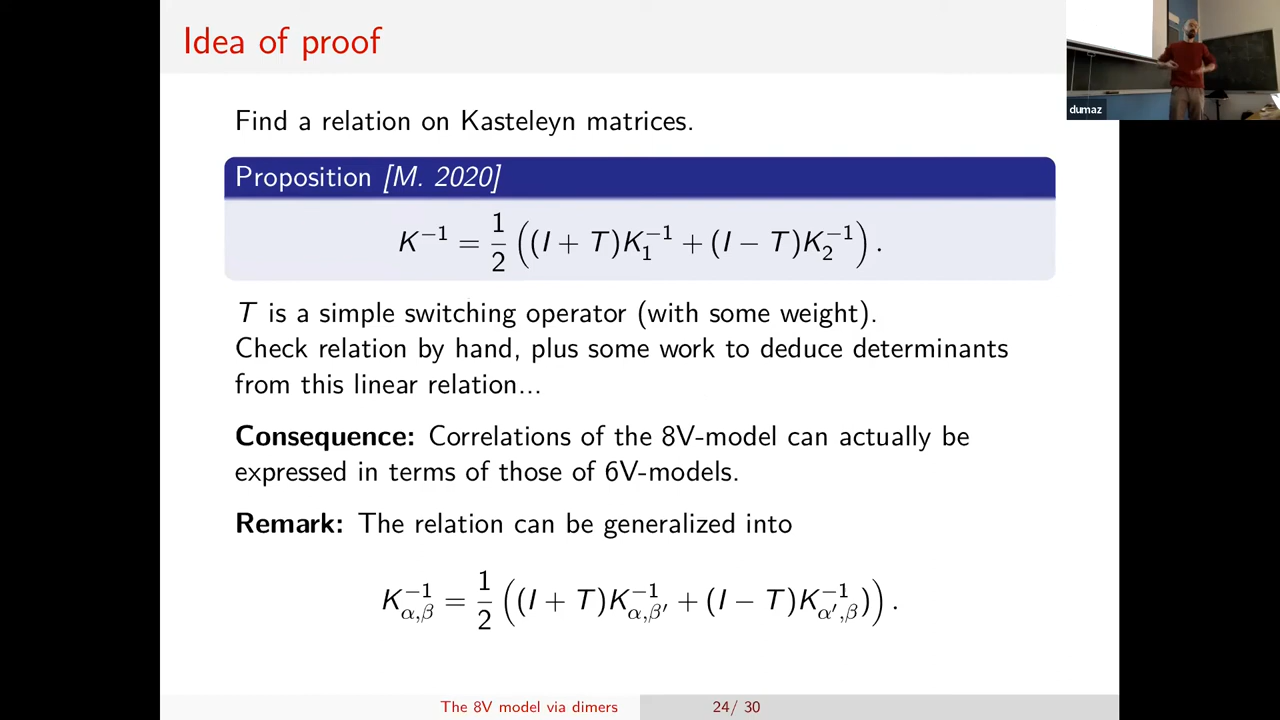 Idea of proof
dumaz
Find a relation on Kasteleyn matrices.
Proposition [M. 2020]
K⁻¹ = 1/2 ((I + T)K₁⁻¹ + (I − T)K₂⁻¹).
T is a simple switching operator (with some weight).
Check relation by hand, plus some work to deduce determinants
from this linear relation...
Consequence: Correlations of the 8V-model can actually be
expressed in terms of those of 6V-models.
Remark: The relation can be generalized into
K_{α,β}⁻¹ = 1/2 ((I + T)K_{α,β′}⁻¹ + (I − T)K_{α′,β}⁻¹)).
The 8V model via dimers 24/ 30